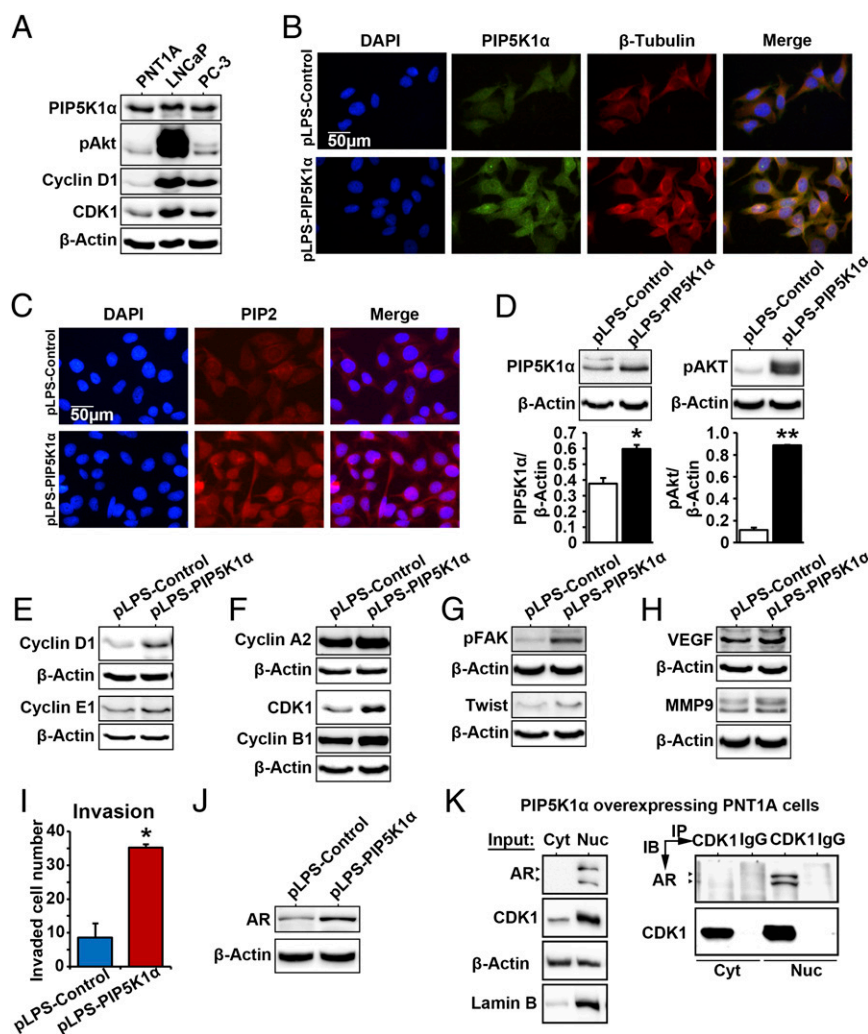 A
PNT1A
LNCaP
PC-3
PIP5K1α
pAkt
Cyclin D1
CDK1
β-Actin
B
DAPI PIP5K1α β-Tubulin Merge
pLPS-Control
50μm
pLPS-PIP5K1α
C
DAPI PIP2 Merge
pLPS-Control
50μm
pLPS-PIP5K1α
D
pLPS-Control
pLPS-PIP5K1α
PIP5K1α
β-Actin
PIP5K1α/
β-Actin
0.7
0.6
0.5
0.4
0.3
0.2
0.1
0
*
pLPS-Control
pLPS-PIP5K1α
pAKT
β-Actin
pAkt/
β-Actin
1.0
0.8
0.6
0.4
0.2
0
**
E
pLPS-Control
pLPS-PIP5K1α
Cyclin D1
β-Actin
Cyclin E1
β-Actin
F
pLPS-Control
pLPS-PIP5K1α
Cyclin A2
β-Actin
CDK1
Cyclin B1
β-Actin
G
pLPS-Control
pLPS-PIP5K1α
pFAK
β-Actin
Twist
β-Actin
H
pLPS-Control
pLPS-PIP5K1α
VEGF
β-Actin
MMP9
β-Actin
I
Invasion
Invaded cell number
40
30
20
10
0
*
pLPS-Control
pLPS-PIP5K1α
J
pLPS-Control
pLPS-PIP5K1α
AR
β-Actin
K
PIP5K1α overexpressing PNT1A cells
Input: Cyt Nuc
AR
CDK1
β-Actin
Lamin B
IP
IB
CDK1 IgG CDK1 IgG
AR
CDK1
Cyt Nuc